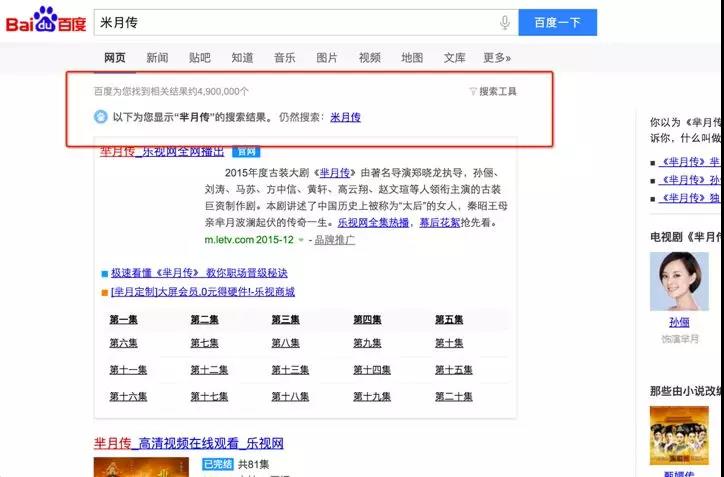 Bai du 百度
米月传
百度一下
网页 新闻 贴吧 知道 音乐 图片 视频 地图 文库 更多»
百度为您找到相关结果约4,900,000个
搜索工具
以下为您显示“芈月传”的搜索结果。 仍然搜索：米月传
芈月传_乐视网全网播出 官网
2015年度古装大剧《芈月传》由著名导演郑晓龙执导，孙俪、
刘涛、马苏、方中信、黄轩、高云翔、赵文瑄等人领衔主演的古装
巨资制作剧。本剧讲述了中国历史上被称为“太后”的女人，秦昭王母
亲芈月波澜起伏的传奇一生。乐视网全集热播，幕后花絮抢先看。
m.letv.com 2015-12 - 品牌推广
极速看懂《芈月传》 教你职场晋级秘诀
[芈月定制]大屏会员,0元得硬件!-乐视商城
第一集 第二集 第三集 第四集 第五集
第六集 第七集 第八集 第九集 第十集
第十一集 第十二集 第十三集 第十四集 第十五集
第十六集 第十七集 第十八集 第十九集 第二十集
芈月传_高清视频在线观看_乐视网
已完结 共81集
你以为《芈月传
诉你，什么叫做
《芈月传》芈
《芈月传》孙
《芈月传》独
电视剧《芈月
孙俪
饰演芈月
那些由小说改编
甄嬛传